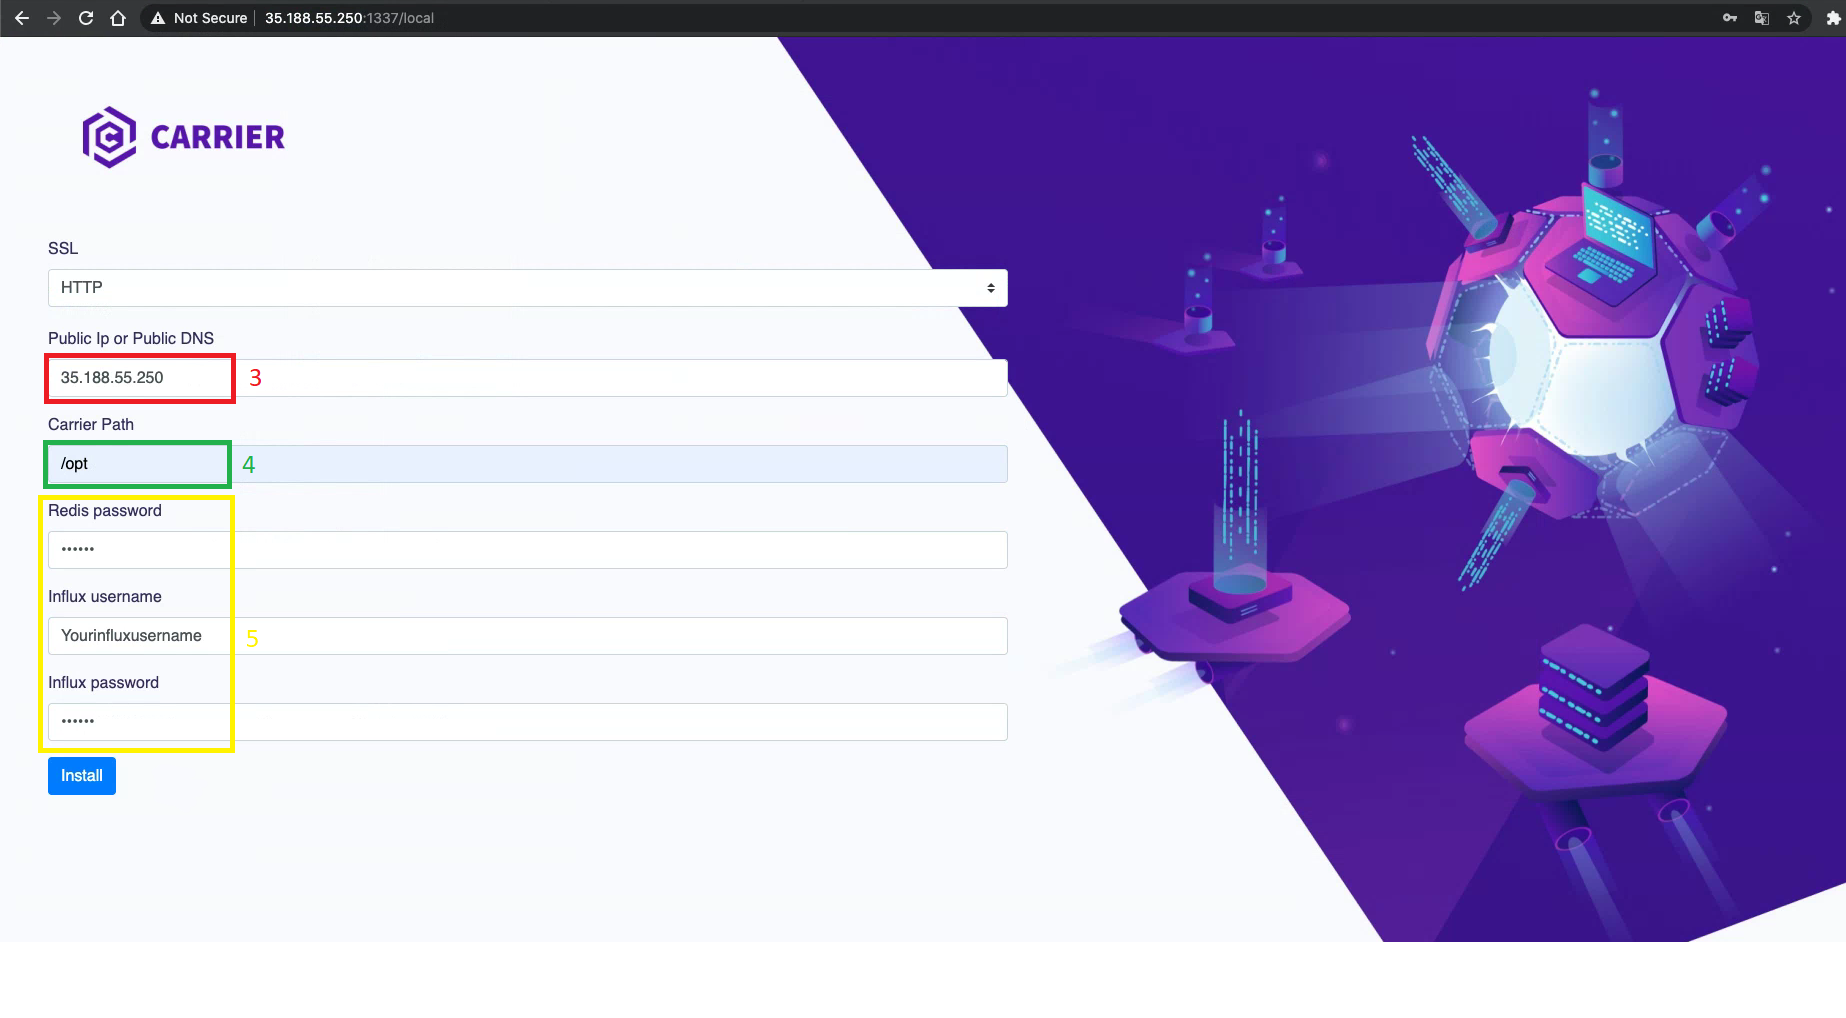 Not Secure 35.188.55.250:1337/local
CARRIER
SSL
HTTP
Public Ip or Public DNS
35.188.55.250 3
Carrier Path
/opt 4
Redis password
••••••
Influx username
Yourinfluxusername 5
Influx password
••••••
Install